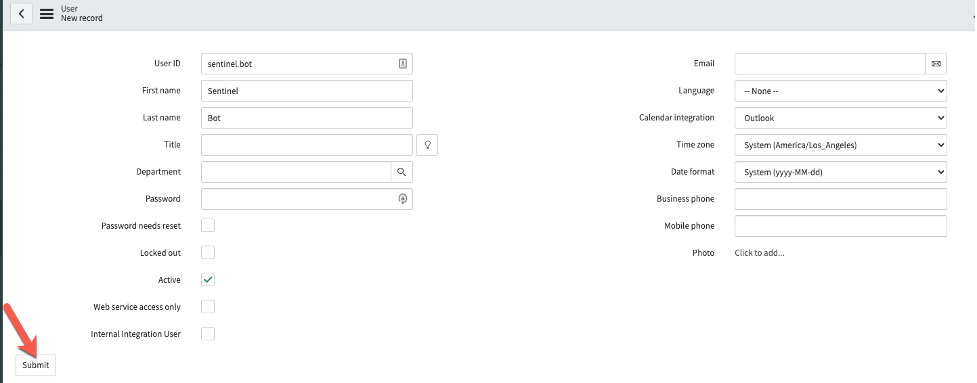 User
New record
User ID sentinel.bot
First name Sentinel
Last name Bot
Title
Department
Password
Password needs reset
Locked out
Active
Web service access only
Internal Integration User
Submit
Email
Language -- None --
Calendar integration Outlook
Time zone System (America/Los_Angeles)
Date format System (yyyy-MM-dd)
Business phone
Mobile phone
Photo Click to add...